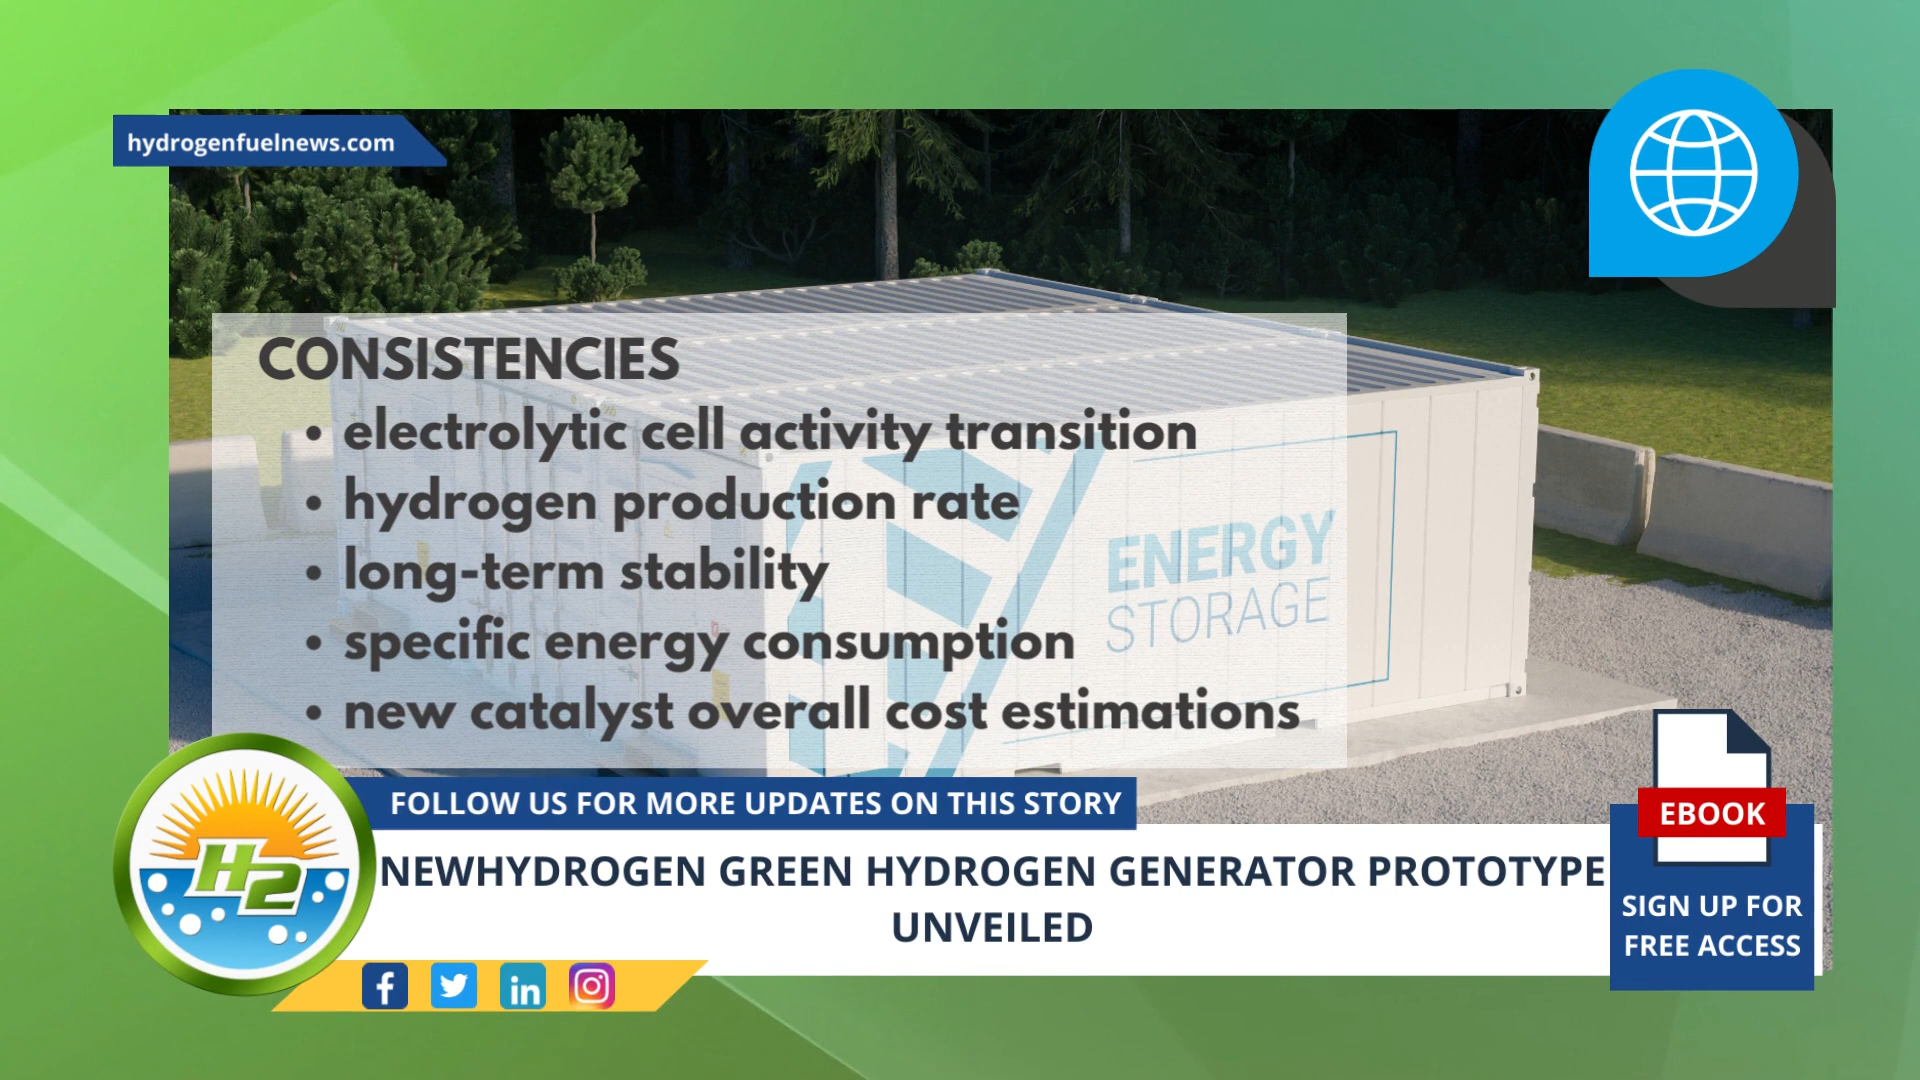 hydrogenfuelnews.com
CONSISTENCIES
• electrolytic cell activity transition
• hydrogen production rate
• long-term stability
• specific energy consumption
• new catalyst overall cost estimations
ENERGY
STORAGE
FOLLOW US FOR MORE UPDATES ON THIS STORY
NEWHYDROGEN GREEN HYDROGEN GENERATOR PROTOTYPE
UNVEILED
H2
EBOOK
SIGN UP FOR
FREE ACCESS
f
in